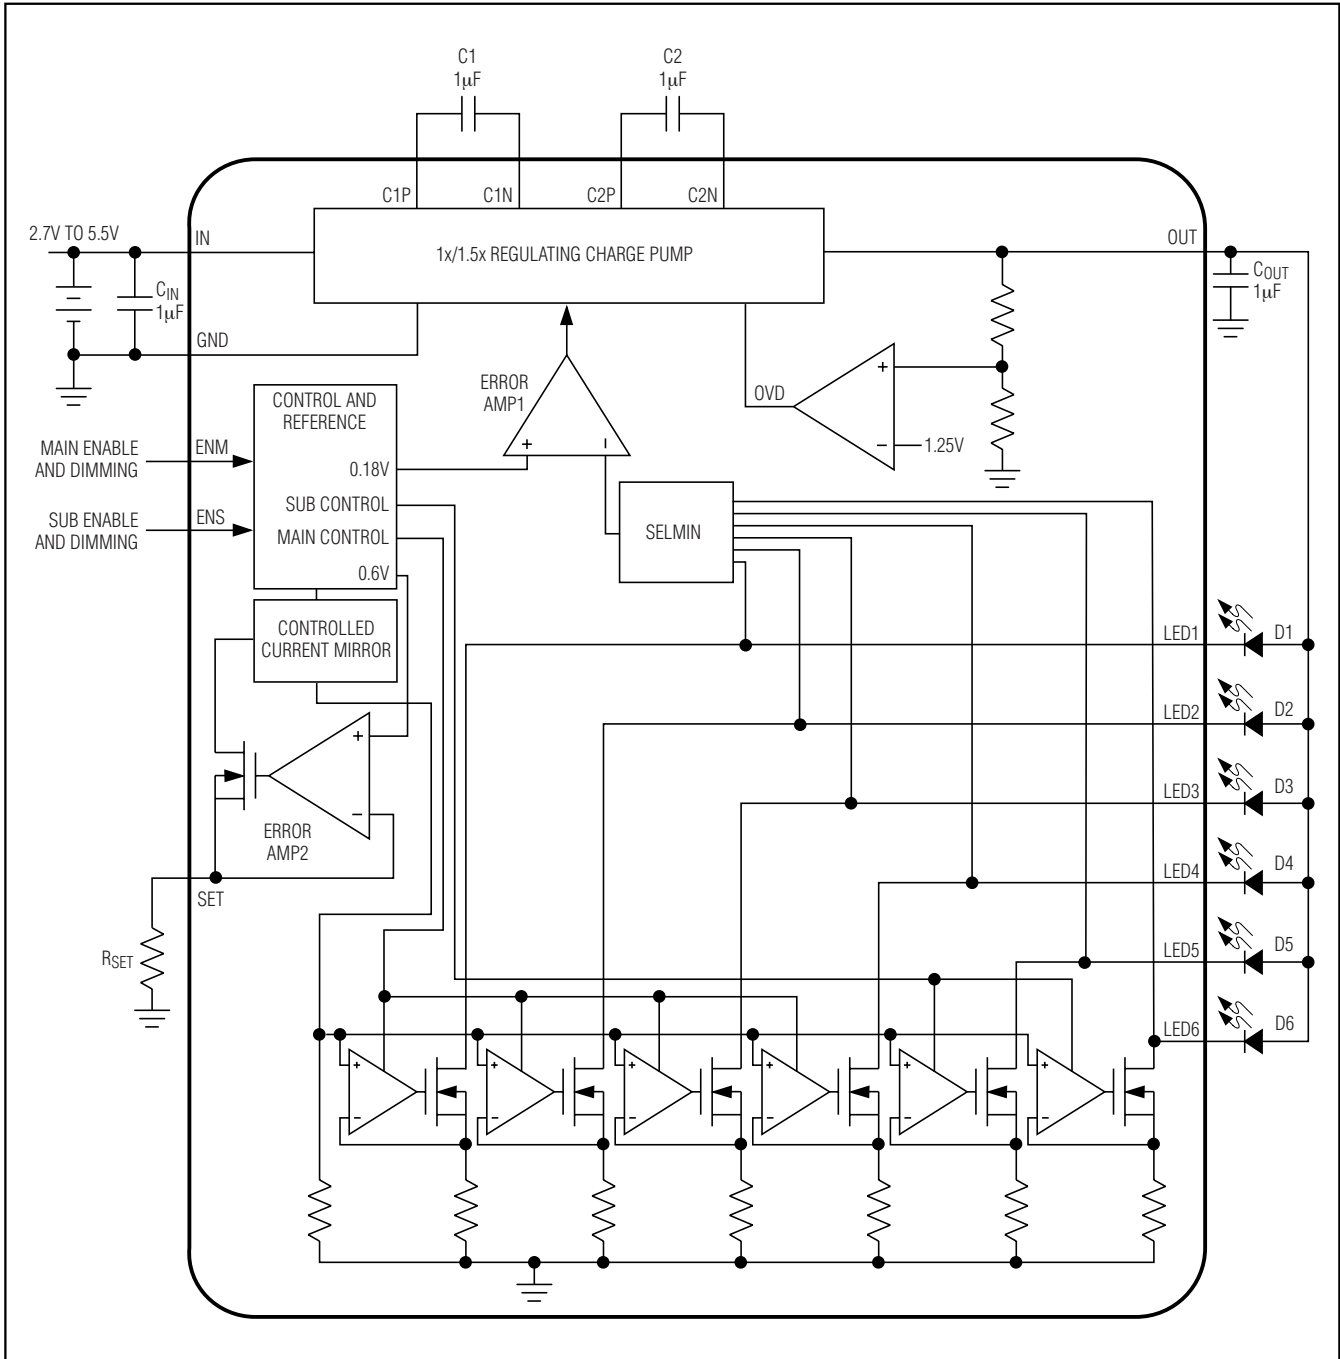 C1
1µF
C2
1µF
C1P
C1N
C2P
C2N
2.7V TO 5.5V
IN
1x/1.5x REGULATING CHARGE PUMP
OUT
CIN
1µF
COUT
1µF
GND
CONTROL AND
REFERENCE
ERROR
AMP1
+
−
OVD
+
−
1.25V
MAIN ENABLE
AND DIMMING
ENM
0.18V
SUB CONTROL
SUB ENABLE
AND DIMMING
ENS
MAIN CONTROL
0.6V
SELMIN
CONTROLLED
CURRENT MIRROR
LED1
D1
LED2
D2
+
−
ERROR
AMP2
LED3
D3
LED4
D4
SET
RSET
LED5
D5
LED6
D6
+
+
+
+
+
+
−
−
−
−
−
−